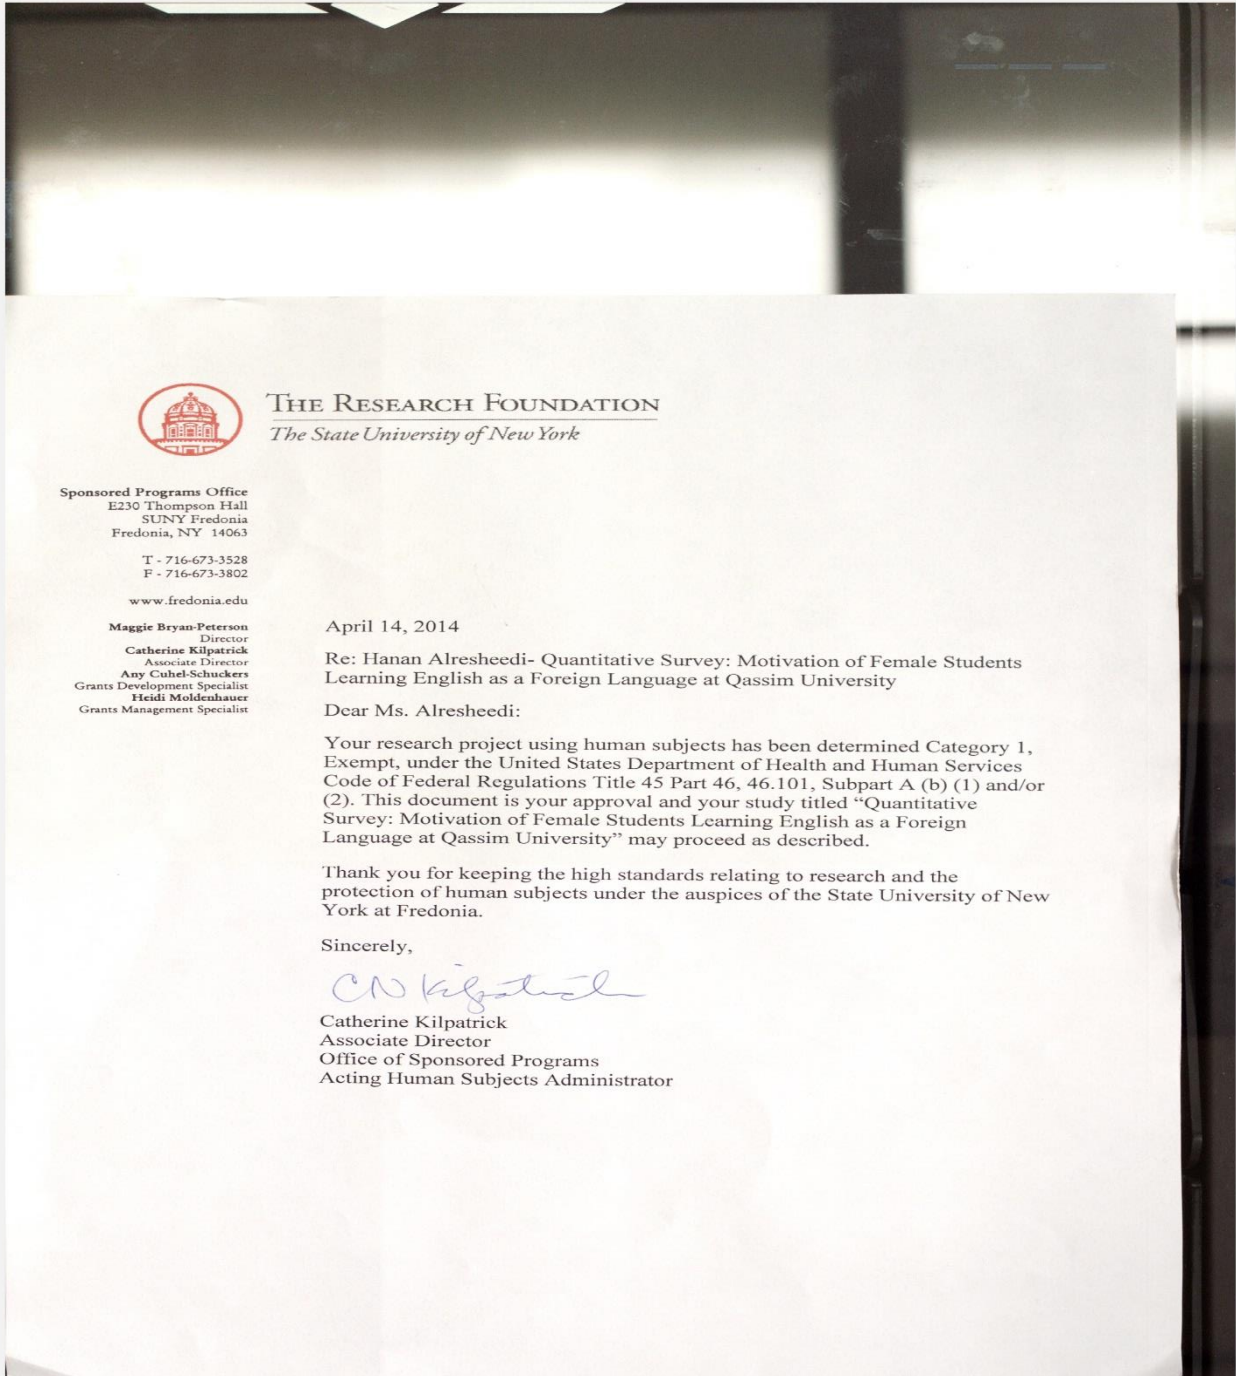 THE RESEARCH FOUNDATION
The State University of New York
Sponsored Programs Office
E230 Thompson Hall
SUNY Fredonia
Fredonia, NY 14063
T - 716-673-3528
F - 716-673-3802
www.fredonia.edu
Maggie Bryan-Peterson
Director
Catherine Kilpatrick
Associate Director
Any Cuhel-Schuckers
Grants Development Specialist
Heidi Moldenhauer
Grants Management Specialist
April 14, 2014
Re: Hanan Alresheedi- Quantitative Survey: Motivation of Female Students
Learning English as a Foreign Language at Qassim University
Dear Ms. Alresheedi:
Your research project using human subjects has been determined Category 1,
Exempt, under the United States Department of Health and Human Services
Code of Federal Regulations Title 45 Part 46, 46.101, Subpart A (b) (1) and/or
(2). This document is your approval and your study titled “Quantitative
Survey: Motivation of Female Students Learning English as a Foreign
Language at Qassim University” may proceed as described.
Thank you for keeping the high standards relating to research and the
protection of human subjects under the auspices of the State University of New
York at Fredonia.
Sincerely,
CN Kilpatrick
Catherine Kilpatrick
Associate Director
Office of Sponsored Programs
Acting Human Subjects Administrator